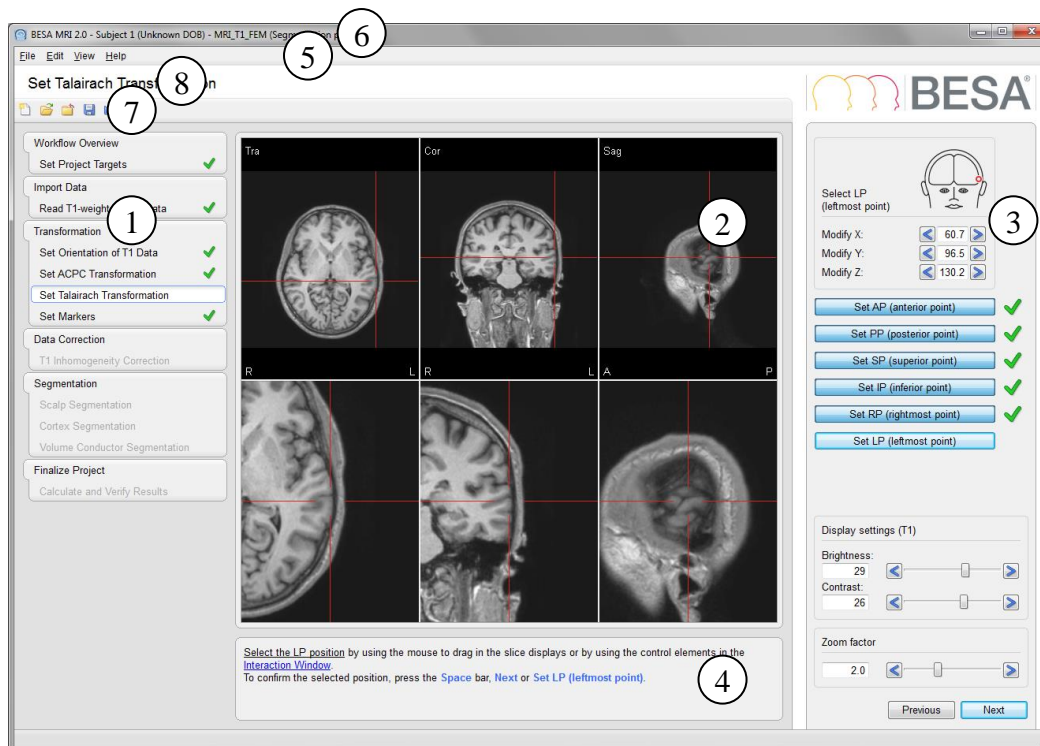 BESA MRI 2.0 - Subject 1 (Unknown DOB) - MRI_T1_FEM
6
5
File Edit View Help
8
Set Talairach
BESA®
7
Workflow Overview
Set Project Targets
Import Data
Read T1-weight
1
Transformation
Set Orientation of T1 Data
Set ACPC Transformation
Set Talairach Transformation
Set Markers
Data Correction
T1 Inhomogeneity Correction
Segmentation
Scalp Segmentation
Cortex Segmentation
Volume Conductor Segmentation
Finalize Project
Calculate and Verify Results
Tra Cor Sag
2
R L R L A P
Select the LP position by using the mouse to drag in the slice displays or by using the control elements in the
Interaction Window.
To confirm the selected position, press the Space bar, Next or Set LP (leftmost point).
4
Select LP
(leftmost point)
3
Modify X: 60.7
Modify Y: 96.5
Modify Z: 130.2
Set AP (anterior point)
Set PP (posterior point)
Set SP (superior point)
Set IP (inferior point)
Set RP (rightmost point)
Set LP (leftmost point)
Display settings (T1)
Brightness:
29
Contrast:
26
Zoom factor
2.0
Previous Next